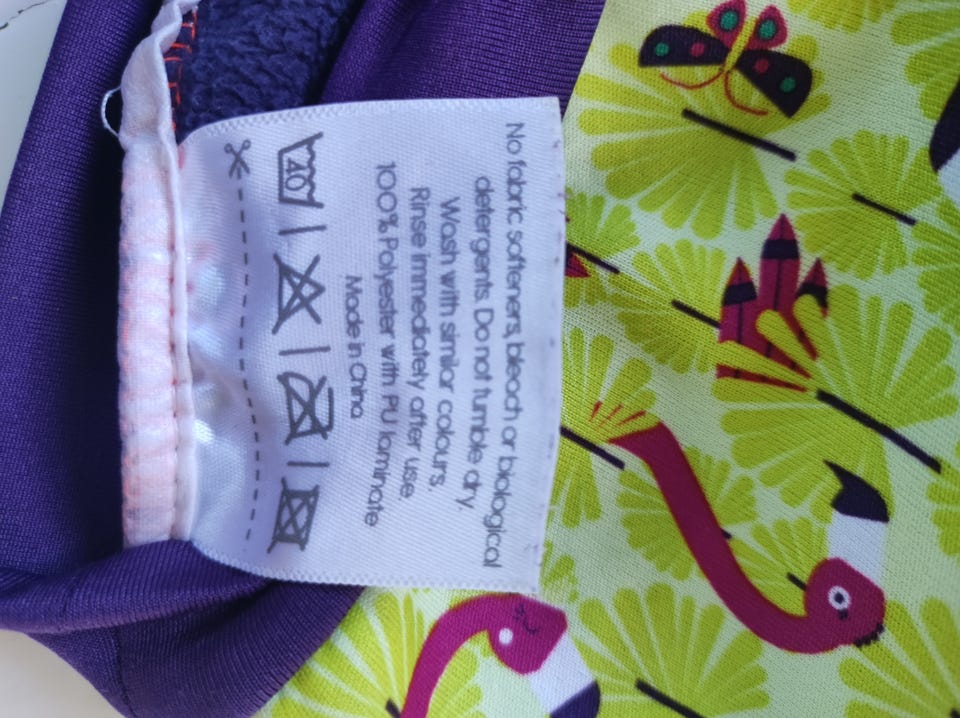 No fabric softeners, bleach or biological
detergents. Do not tumble dry.
Wash with similar colours.
Rinse immediately after use
100% Polyester with PU laminate
Made in China
40